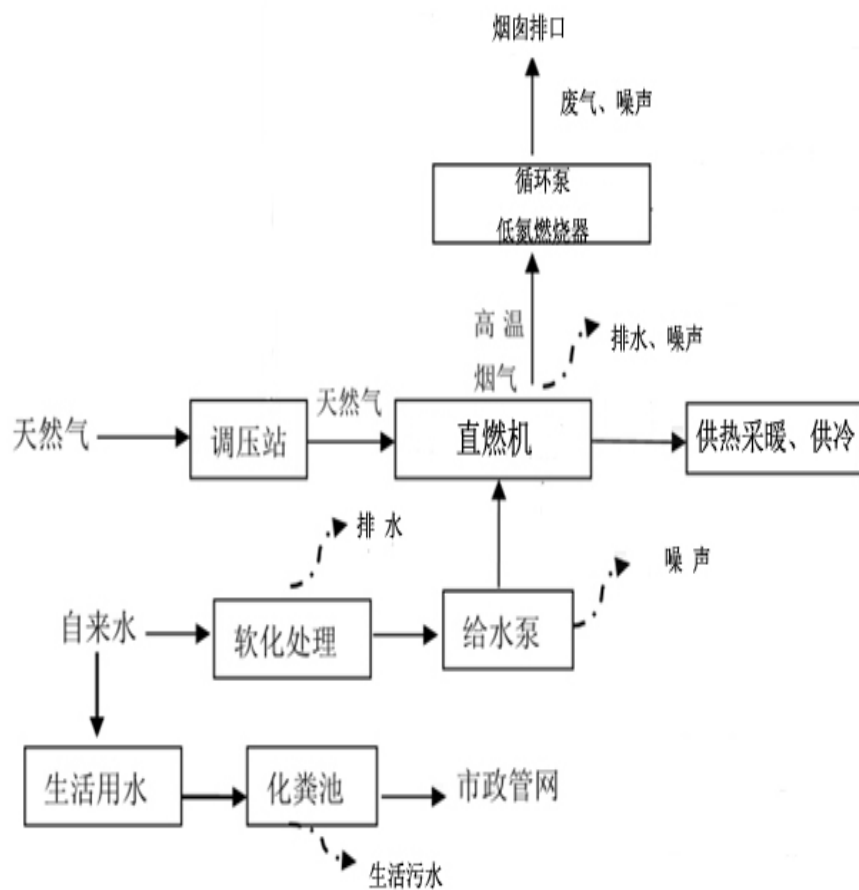 烟囱排口
废气、噪声
循环泵
低氮燃烧器
高 温
烟气
排水、噪声
天然气
调压站
天然气
直燃机
供热采暖、供冷
排 水
噪 声
自来水
软化处理
给水泵
生活用水
化粪池
市政管网
生活污水